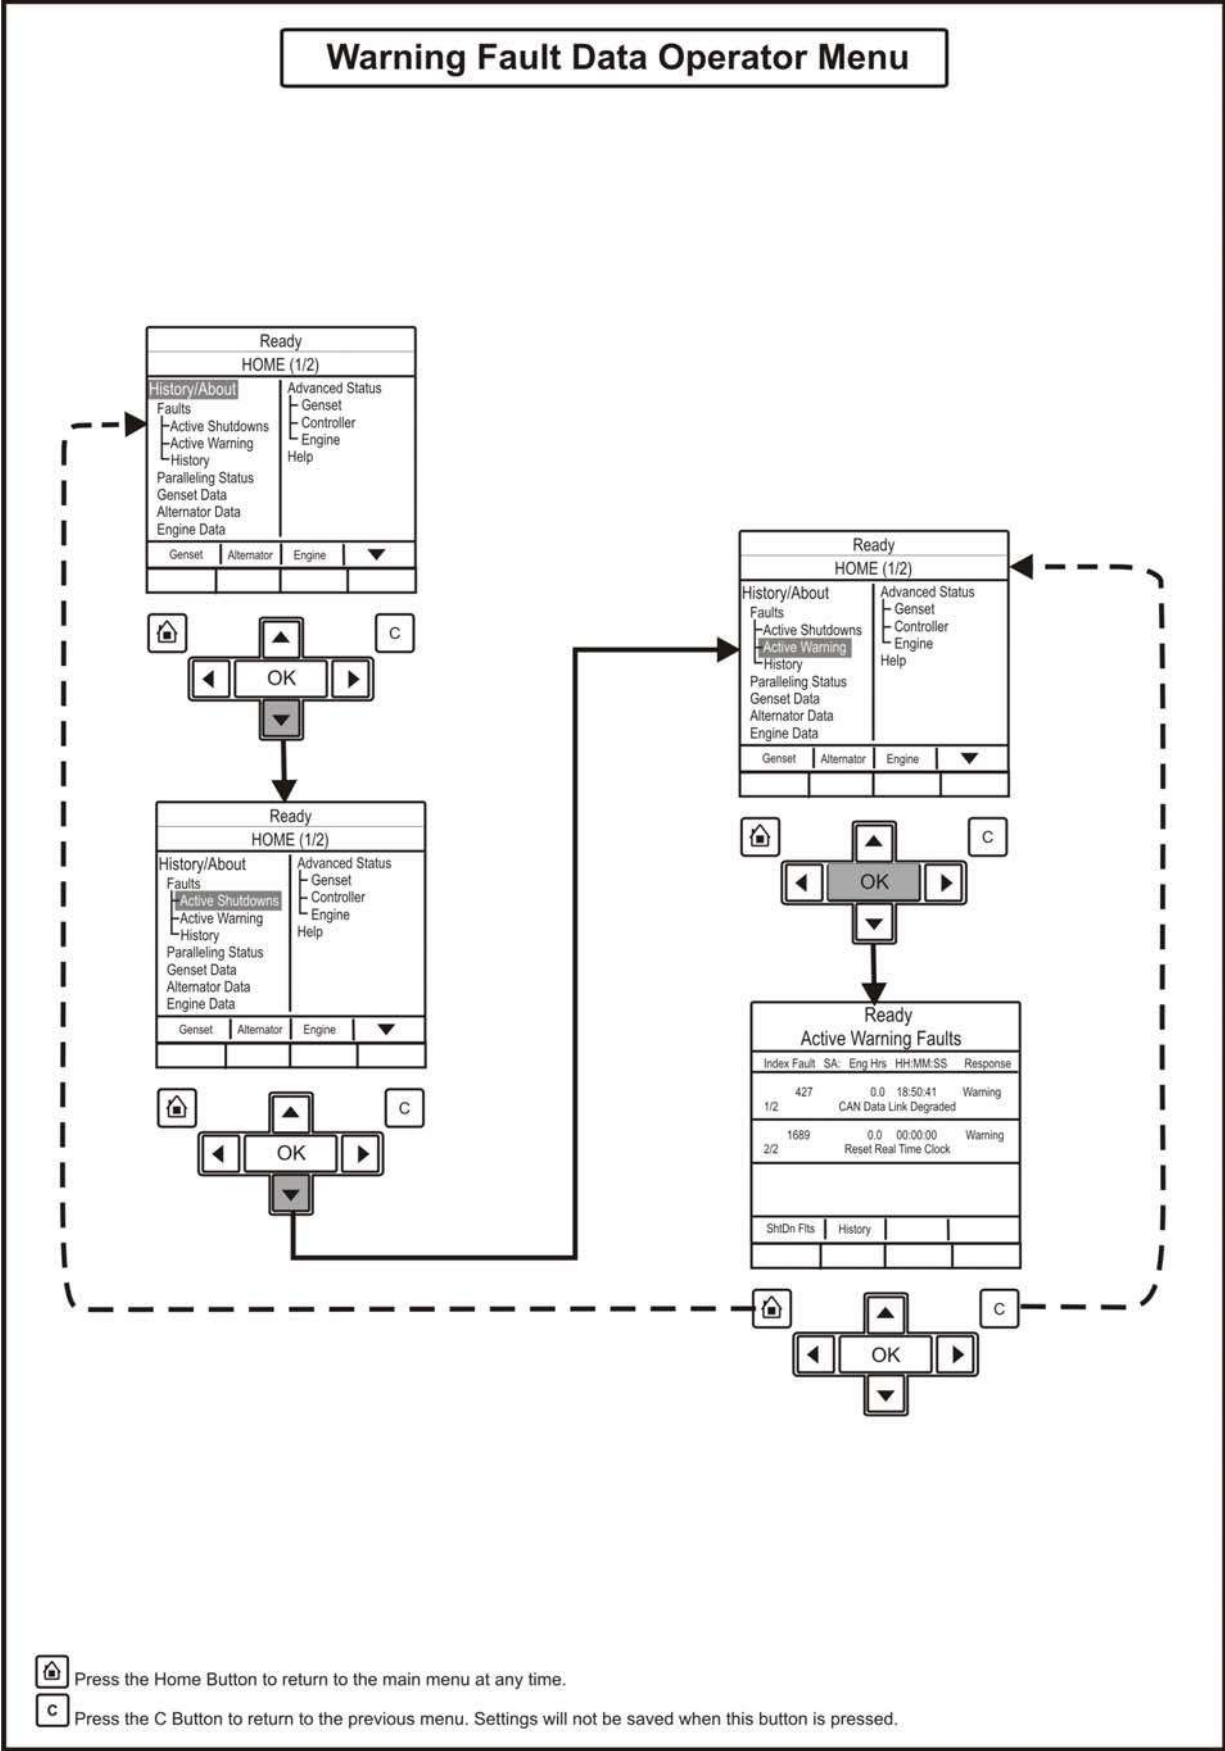 Warning Fault Data Operator Menu
Ready
HOME (1/2)
History/About
Faults
Active Shutdowns
Active Warning
History
Paralleling Status
Genset Data
Alternator Data
Engine Data
Advanced Status
Genset
Controller
Engine
Help
Genset Alternator Engine
C
OK
Ready
HOME (1/2)
History/About
Faults
Active Shutdowns
Active Warning
History
Paralleling Status
Genset Data
Alternator Data
Engine Data
Advanced Status
Genset
Controller
Engine
Help
Genset Alternator Engine
C
OK
Ready
HOME (1/2)
History/About
Faults
Active Shutdowns
Active Warning
History
Paralleling Status
Genset Data
Alternator Data
Engine Data
Advanced Status
Genset
Controller
Engine
Help
Genset Alternator Engine
C
OK
Ready
Active Warning Faults
Index Fault SA: Eng Hrs HH:MM:SS Response
427 0.0 18:50:41 Warning
1/2 CAN Data Link Degraded
1689 0.0 00:00:00 Warning
2/2 Reset Real Time Clock
ShtDn Flts History
C
OK
Press the Home Button to return to the main menu at any time.
C Press the C Button to return to the previous menu. Settings will not be saved when this button is pressed.